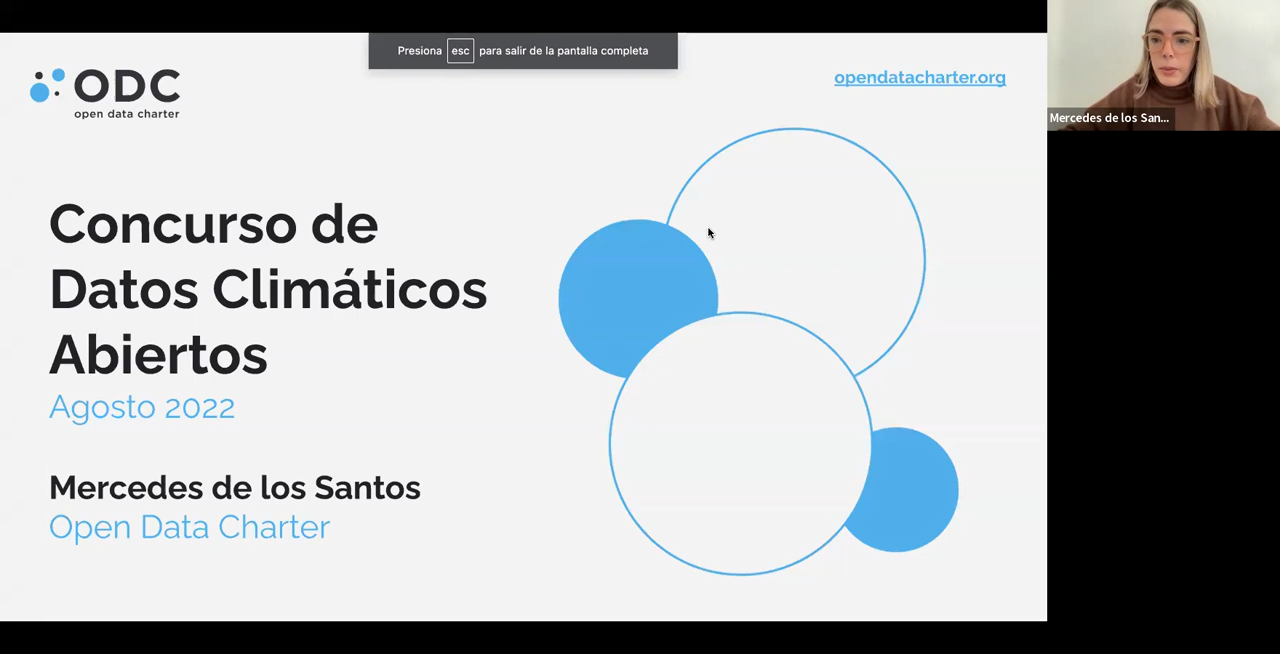 Presiona esc para salir de la pantalla completa
ODC
open data charter
opendatacharter.org
Mercedes de los San...
Concurso de
Datos Climáticos
Abiertos
Agosto 2022
Mercedes de los Santos
Open Data Charter